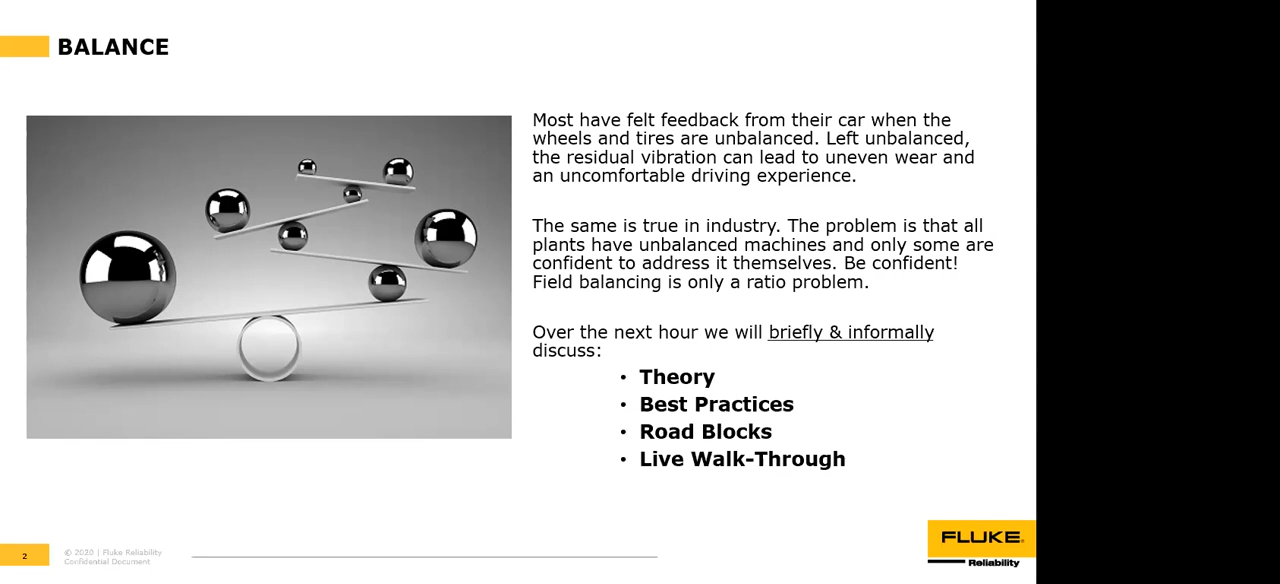 BALANCE
Most have felt feedback from their car when the
wheels and tires are unbalanced. Left unbalanced,
the residual vibration can lead to uneven wear and
an uncomfortable driving experience.
The same is true in industry. The problem is that all
plants have unbalanced machines and only some are
confident to address it themselves. Be confident!
Field balancing is only a ratio problem.
Over the next hour we will briefly & informally
discuss:
• Theory
• Best Practices
• Road Blocks
• Live Walk-Through
2
© 2020 | Fluke Reliability
Confidential Document
FLUKE®
Reliability